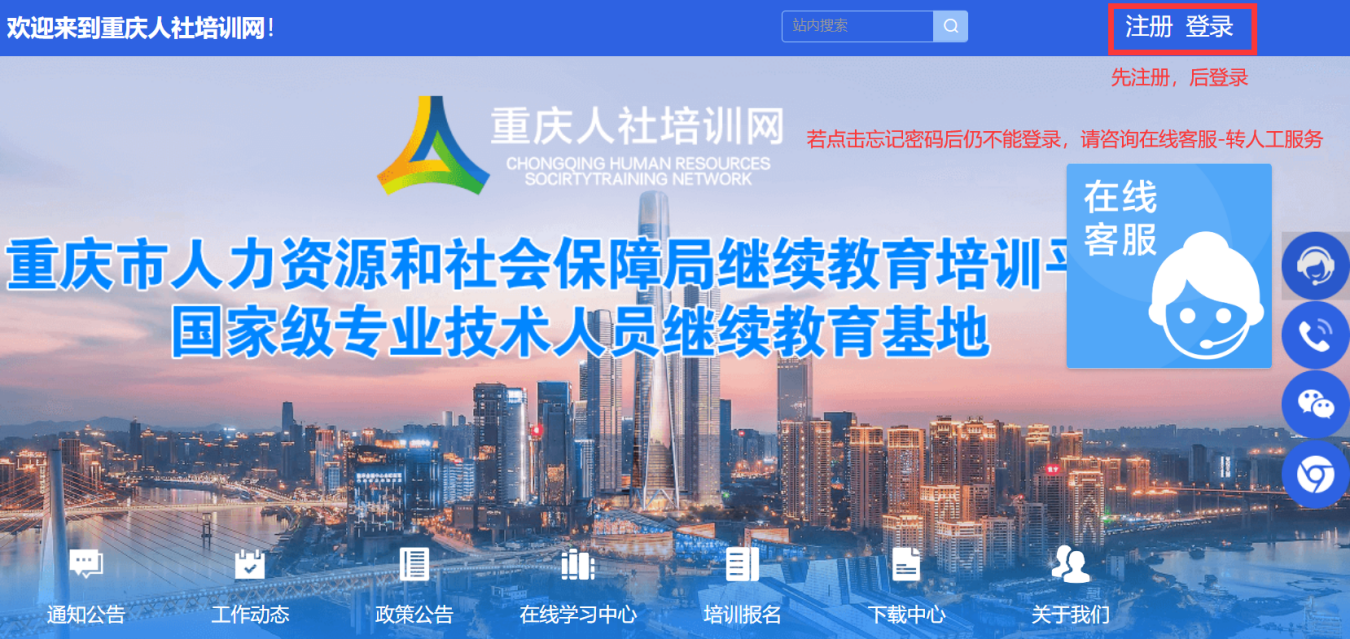 欢迎来到重庆人社培训网！
站内搜索
注册 登录
先注册，后登录
重庆人社培训网
CHONGQING HUMAN RESOURCES
SOCIRTYTRAINING NETWORK
若点击忘记密码后仍不能登录，请咨询在线客服-转人工服务
在线
客服
重庆市人力资源和社会保障局继续教育培训
国家级专业技术人员继续教育基地
通知公告
工作动态
政策公告
在线学习中心
培训报名
下载中心
关于我们